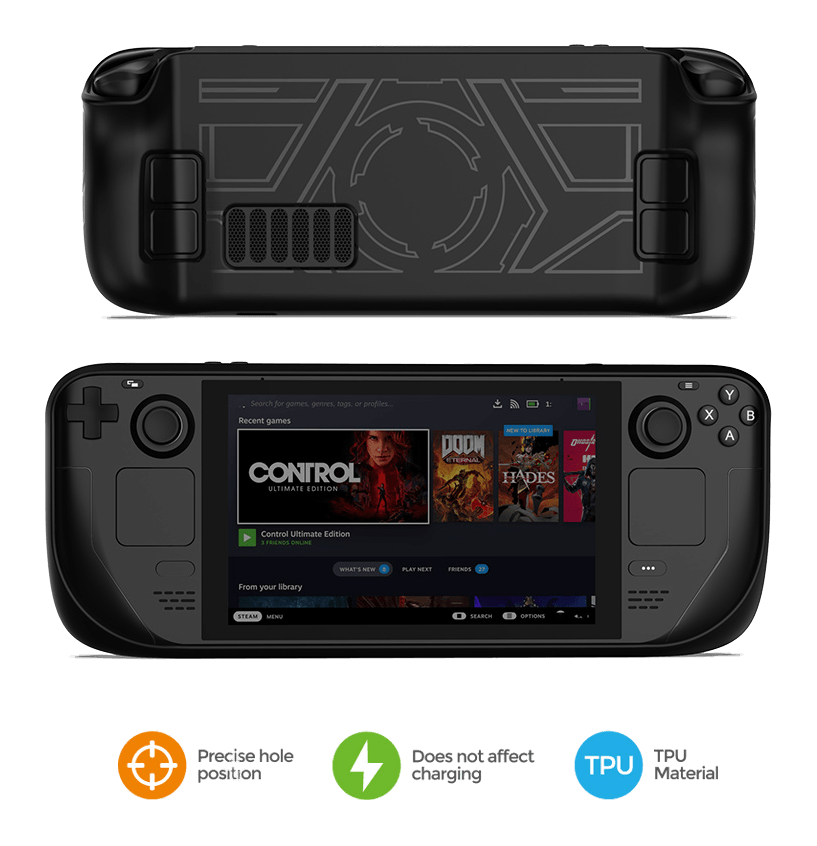 Search for games, genres, tags, or profiles...
1:
Recent games
Y
X
B
A
NEW TO LIBRARY
CONTROL
ULTIMATE EDITION
DOOM
ETERNAL
HADES
Control Ultimate Edition
3 FRIENDS ONLINE
WHAT'S NEW
PLAY NEXT
FRIENDS
From your library
STEAM
MENU
SEARCH
OPTIONS
Precise hole
position
Does not affect
charging
TPU
TPU
Material